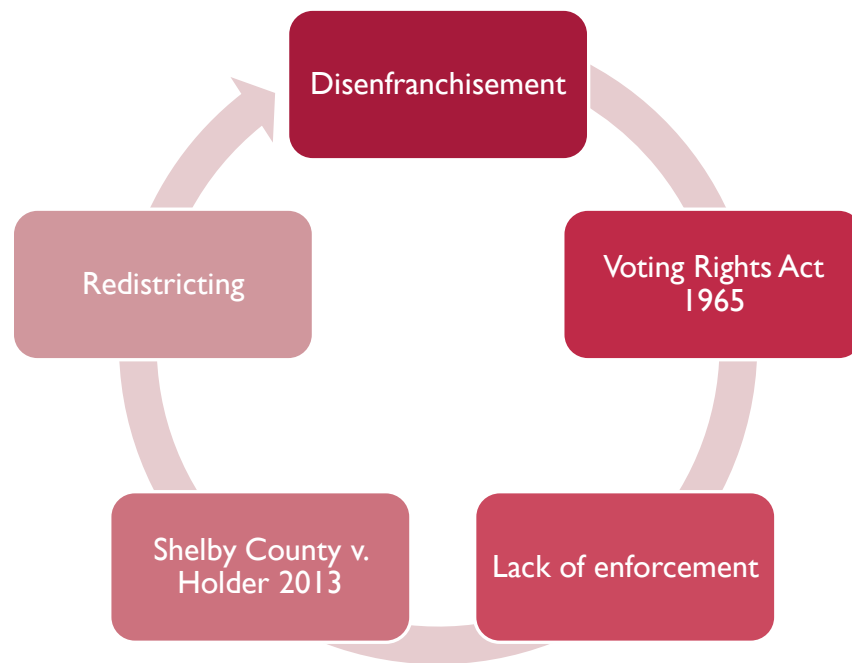 Disenfranchisement
Voting Rights Act
1965
Lack of enforcement
Shelby County v.
Holder 2013
Redistricting